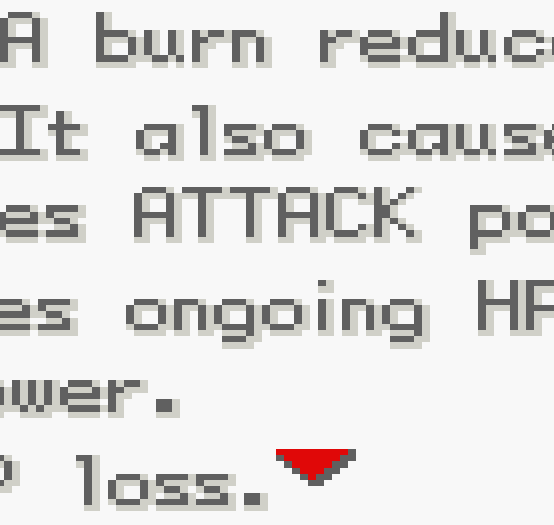 A burn reduc
It also cause
es ATTACK po
es ongoing HP
ower.
P loss.